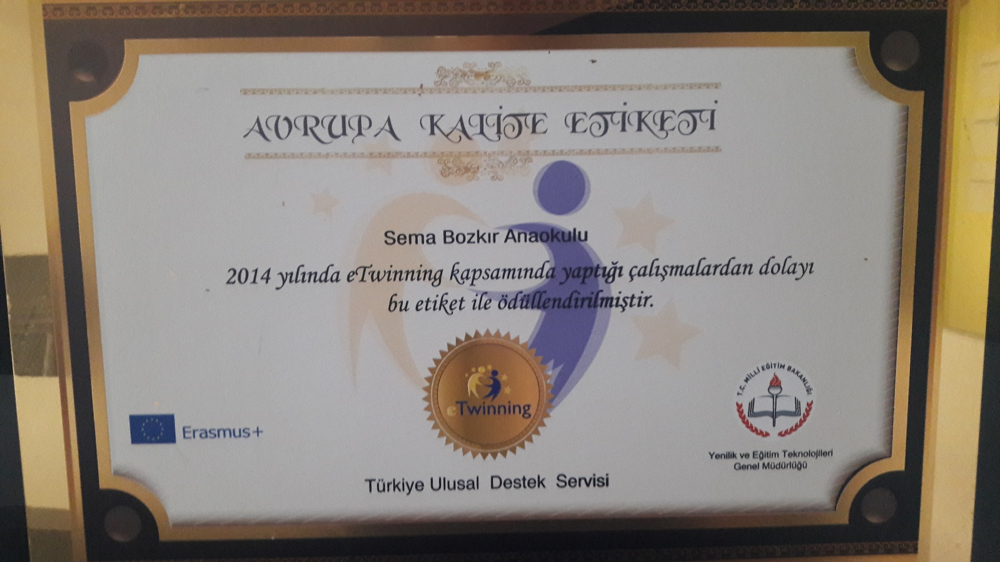 AVRUPA KALİTE ETİKETİ
Sema Bozkır Anaokulu
2014 yılında eTwinning kapsamında yaptığı çalışmalardan dolayı
bu etiket ile ödüllendirilmiştir.
eTwinning
Erasmus+
T.C. MİLLİ EĞİTİM BAKANLIĞI
Yenilik ve Eğitim Teknolojileri
Genel Müdürlüğü
Türkiye Ulusal Destek Servisi